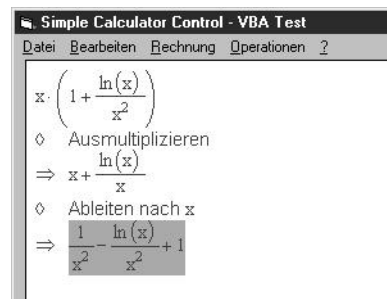 Simple Calculator Control - VBA Test
Datei Bearbeiten Rechnung Operationen ?
x·(1 + ln(x)/x²)
◊ Ausmultiplizieren
⇒ x + ln(x)/x
◊ Ableiten nach x
⇒ 1/x² - ln(x)/x² + 1